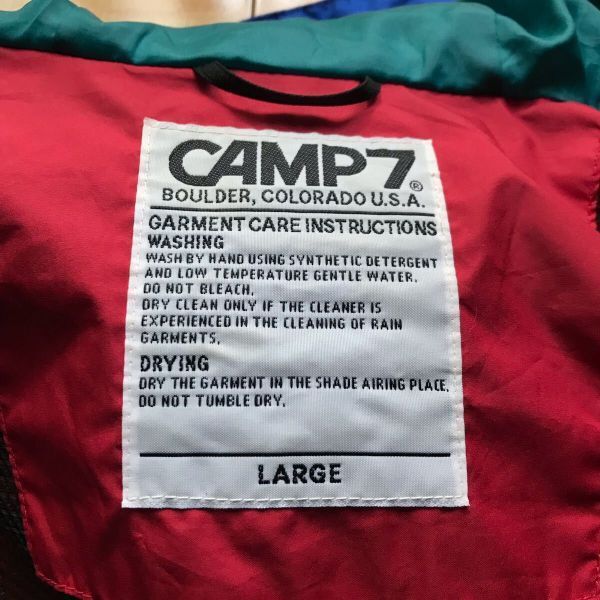 CAMP7®
BOULDER, COLORADO U.S.A.
GARMENT CARE INSTRUCTIONS
WASHING
WASH BY HAND USING SYNTHETIC DETERGENT
AND LOW TEMPERATURE GENTLE WATER.
DO NOT BLEACH.
DRY CLEAN ONLY IF THE CLEANER IS
EXPERIENCED IN THE CLEANING OF RAIN
GARMENTS.
DRYING
DRY THE GARMENT IN THE SHADE AIRING PLACE.
DO NOT TUMBLE DRY.
LARGE